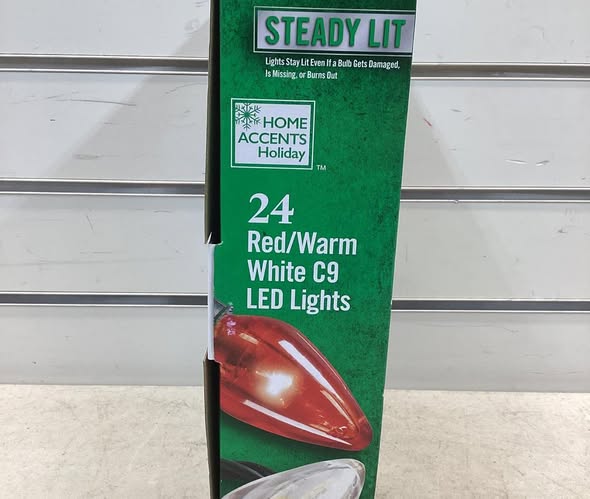 STEADY LIT
Lights Stay Lit Even If a Bulb Gets Damaged,
Is Missing, or Burns Out
HOME
ACCENTS
Holiday
TM
24
Red/Warm
White C9
LED Lights